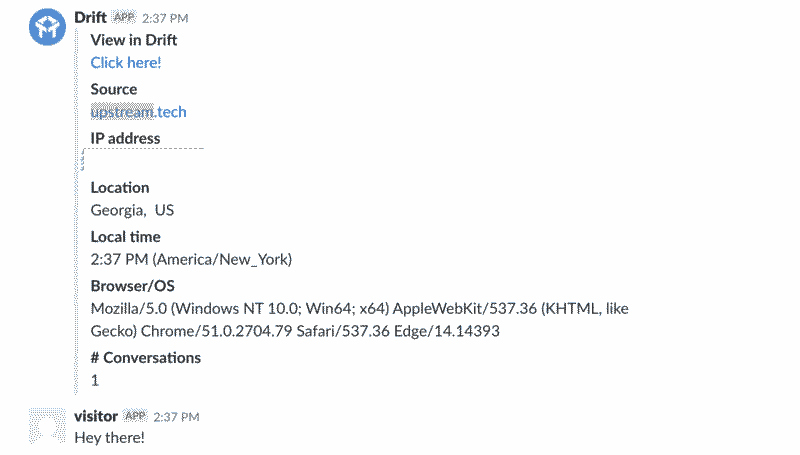 Drift APP 2:37 PM
View in Drift
Click here!
Source
upstream.tech
IP address
Location
Georgia, US
Local time
2:37 PM (America/New_York)
Browser/OS
Mozilla/5.0 (Windows NT 10.0; Win64; x64) AppleWebKit/537.36 (KHTML, like
Gecko) Chrome/51.0.2704.79 Safari/537.36 Edge/14.14393
# Conversations
1
visitor APP 2:37 PM
Hey there!